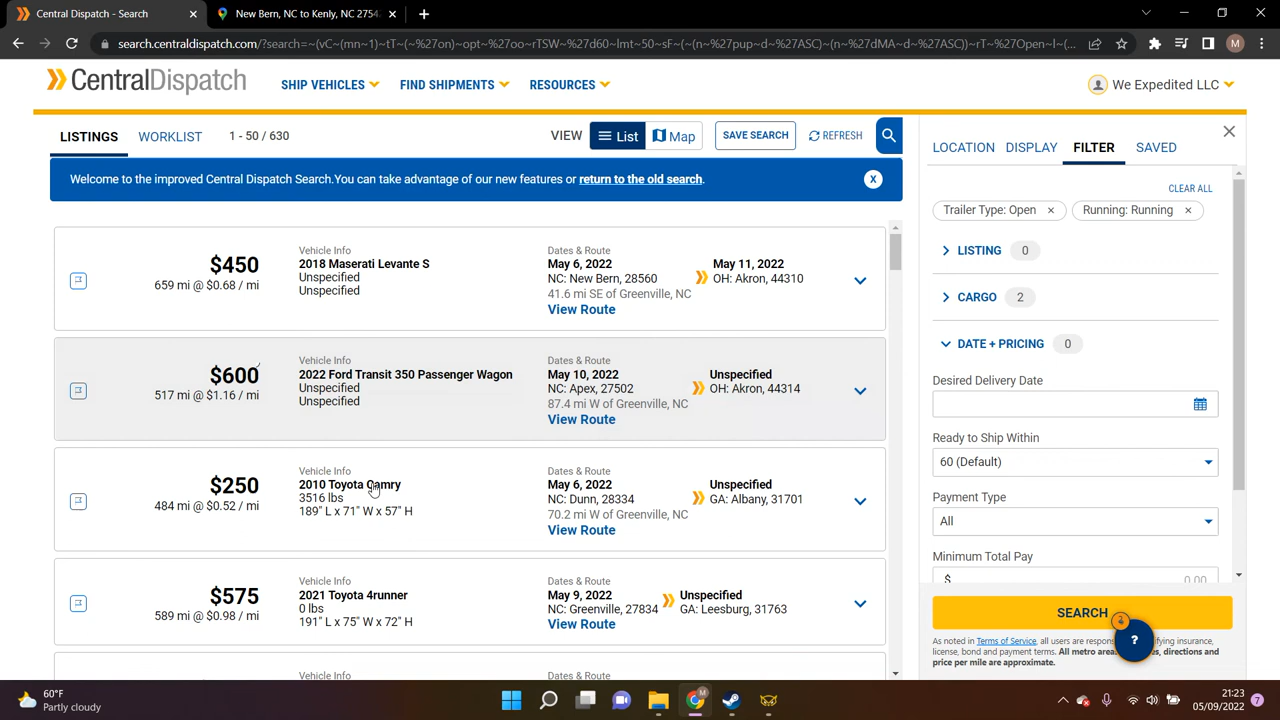 Central Dispatch - Search
New Bern, NC to Kenly, NC 2754
search.centraldispatch.com/?search=~(vC~(mn~1)~tT~(~%27on)~opt~oo~rTSW~%27d60~lmt~50~sF~(~(n~%27pup~d~%27ASC)~(n~%27dMA~d~%27ASC))~rT~%27Open~l~(...
M
CentralDispatch
SHIP VEHICLES
FIND SHIPMENTS
RESOURCES
We Expedited LLC
LISTINGS
WORKLIST
1 - 50 / 630
VIEW
List
Map
SAVE SEARCH
REFRESH
LOCATION
DISPLAY
FILTER
SAVED
Welcome to the improved Central Dispatch Search.You can take advantage of our new features or return to the old search.
X
CLEAR ALL
Trailer Type: Open ×
Running: Running ×
LISTING 0
CARGO 2
DATE + PRICING 0
Desired Delivery Date
Ready to Ship Within
60 (Default)
Payment Type
All
Minimum Total Pay
$ 0.00
SEARCH
2
?
As noted in Terms of Service, all users are respon
ifying insurance,
license, bond and payment terms. All metro area
es, directions and
price per mile are approximate.
$450
659 mi @ $0.68 / mi
Vehicle Info
2018 Maserati Levante S
Unspecified
Unspecified
Dates & Route
May 6, 2022
NC: New Bern, 28560
41.6 mi SE of Greenville, NC
View Route
May 11, 2022
OH: Akron, 44310
$600
517 mi @ $1.16 / mi
Vehicle Info
2022 Ford Transit 350 Passenger Wagon
Unspecified
Unspecified
Dates & Route
May 10, 2022
NC: Apex, 27502
87.4 mi W of Greenville, NC
View Route
Unspecified
OH: Akron, 44314
$250
484 mi @ $0.52 / mi
Vehicle Info
2010 Toyota Camry
3516 lbs
189" L x 71" W x 57" H
Dates & Route
May 6, 2022
NC: Dunn, 28334
70.2 mi W of Greenville, NC
View Route
Unspecified
GA: Albany, 31701
$575
589 mi @ $0.98 / mi
Vehicle Info
2021 Toyota 4runner
0 lbs
191" L x 75" W x 72" H
Dates & Route
May 9, 2022
NC: Greenville, 27834
View Route
Unspecified
GA: Leesburg, 31763
Vehicle Info
Dates & Route
60°F
Partly cloudy
21:23
05/09/2022
7